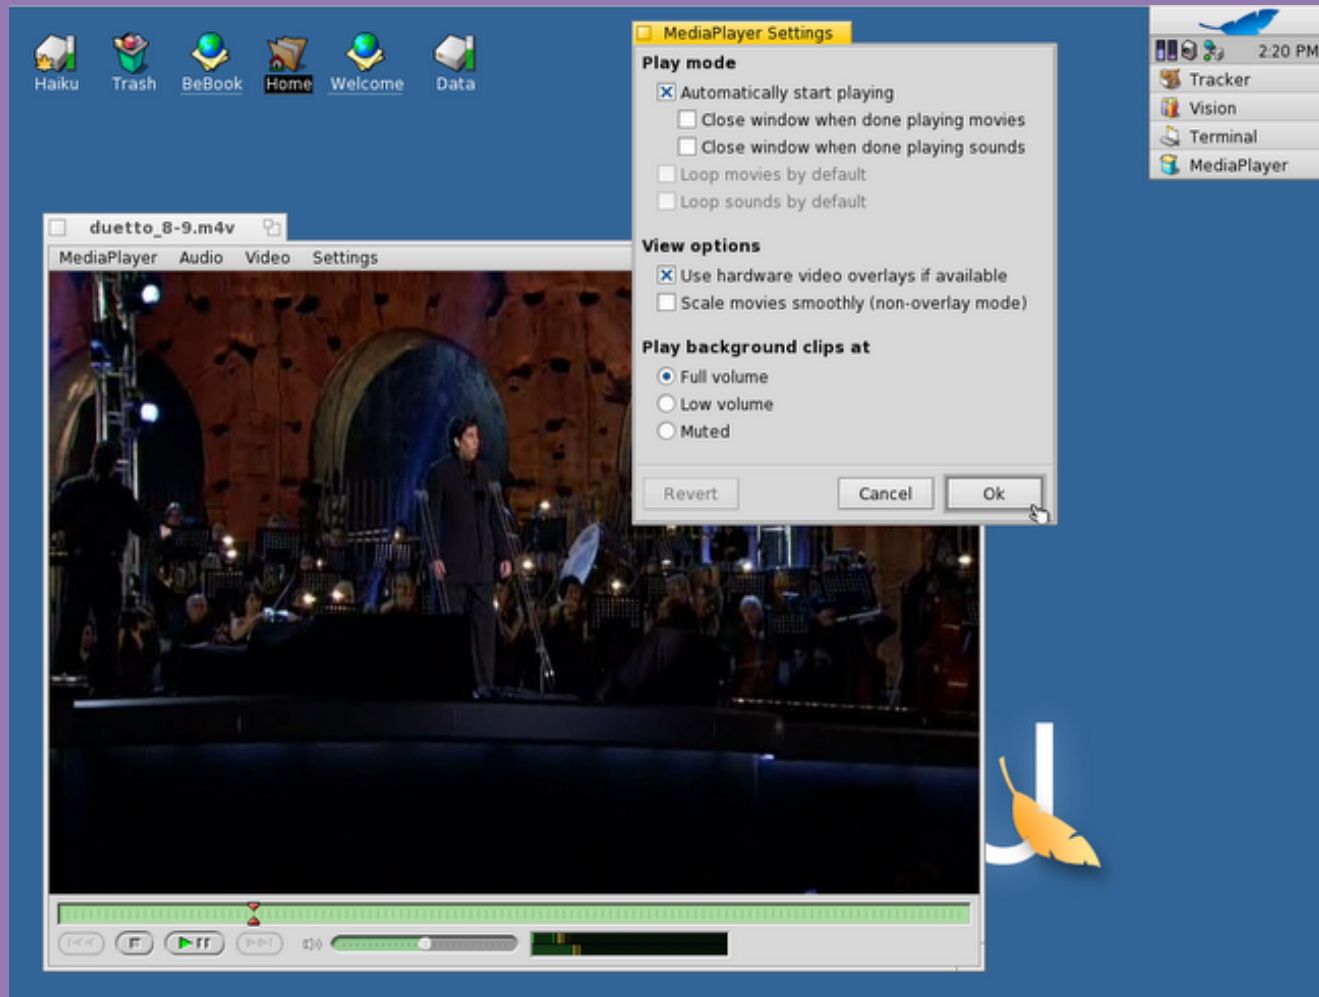 Haiku
Trash
BeBook
Home
Welcome
Data
MediaPlayer Settings
Play mode
Automatically start playing
Close window when done playing movies
Close window when done playing sounds
Loop movies by default
Loop sounds by default
View options
Use hardware video overlays if available
Scale movies smoothly (non-overlay mode)
Play background clips at
Full volume
Low volume
Muted
Revert
Cancel
Ok
2:20 PM
Tracker
Vision
Terminal
MediaPlayer
duetto_8-9.m4v
MediaPlayer Audio Video Settings